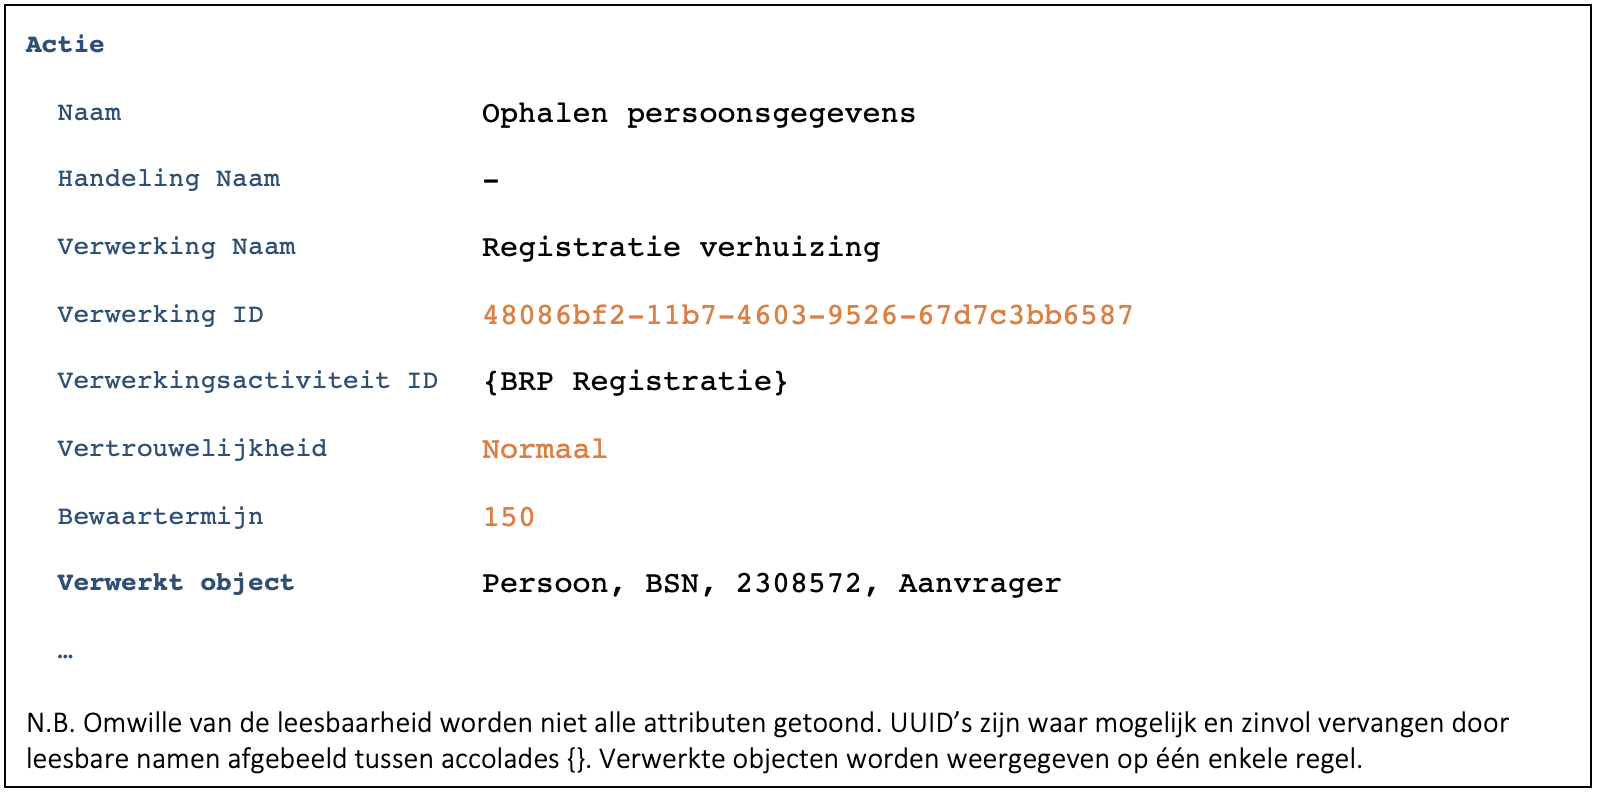 Actie
Naam Ophalen persoonsgegevens
Handeling Naam –
Verwerking Naam Registratie verhuizing
Verwerking ID 48086bf2-11b7-4603-9526-67d7c3bb6587
Verwerkingsactiviteit ID {BRP Registratie}
Vertrouwelijkheid Normaal
Bewaartermijn 150
Verwerkt object Persoon, BSN, 2308572, Aanvrager
…
N.B. Omwille van de leesbaarheid worden niet alle attributen getoond. UUID’s zijn waar mogelijk en zinvol vervangen door
leesbare namen afgebeeld tussen accolades {}. Verwerkte objecten worden weergegeven op één enkele regel.